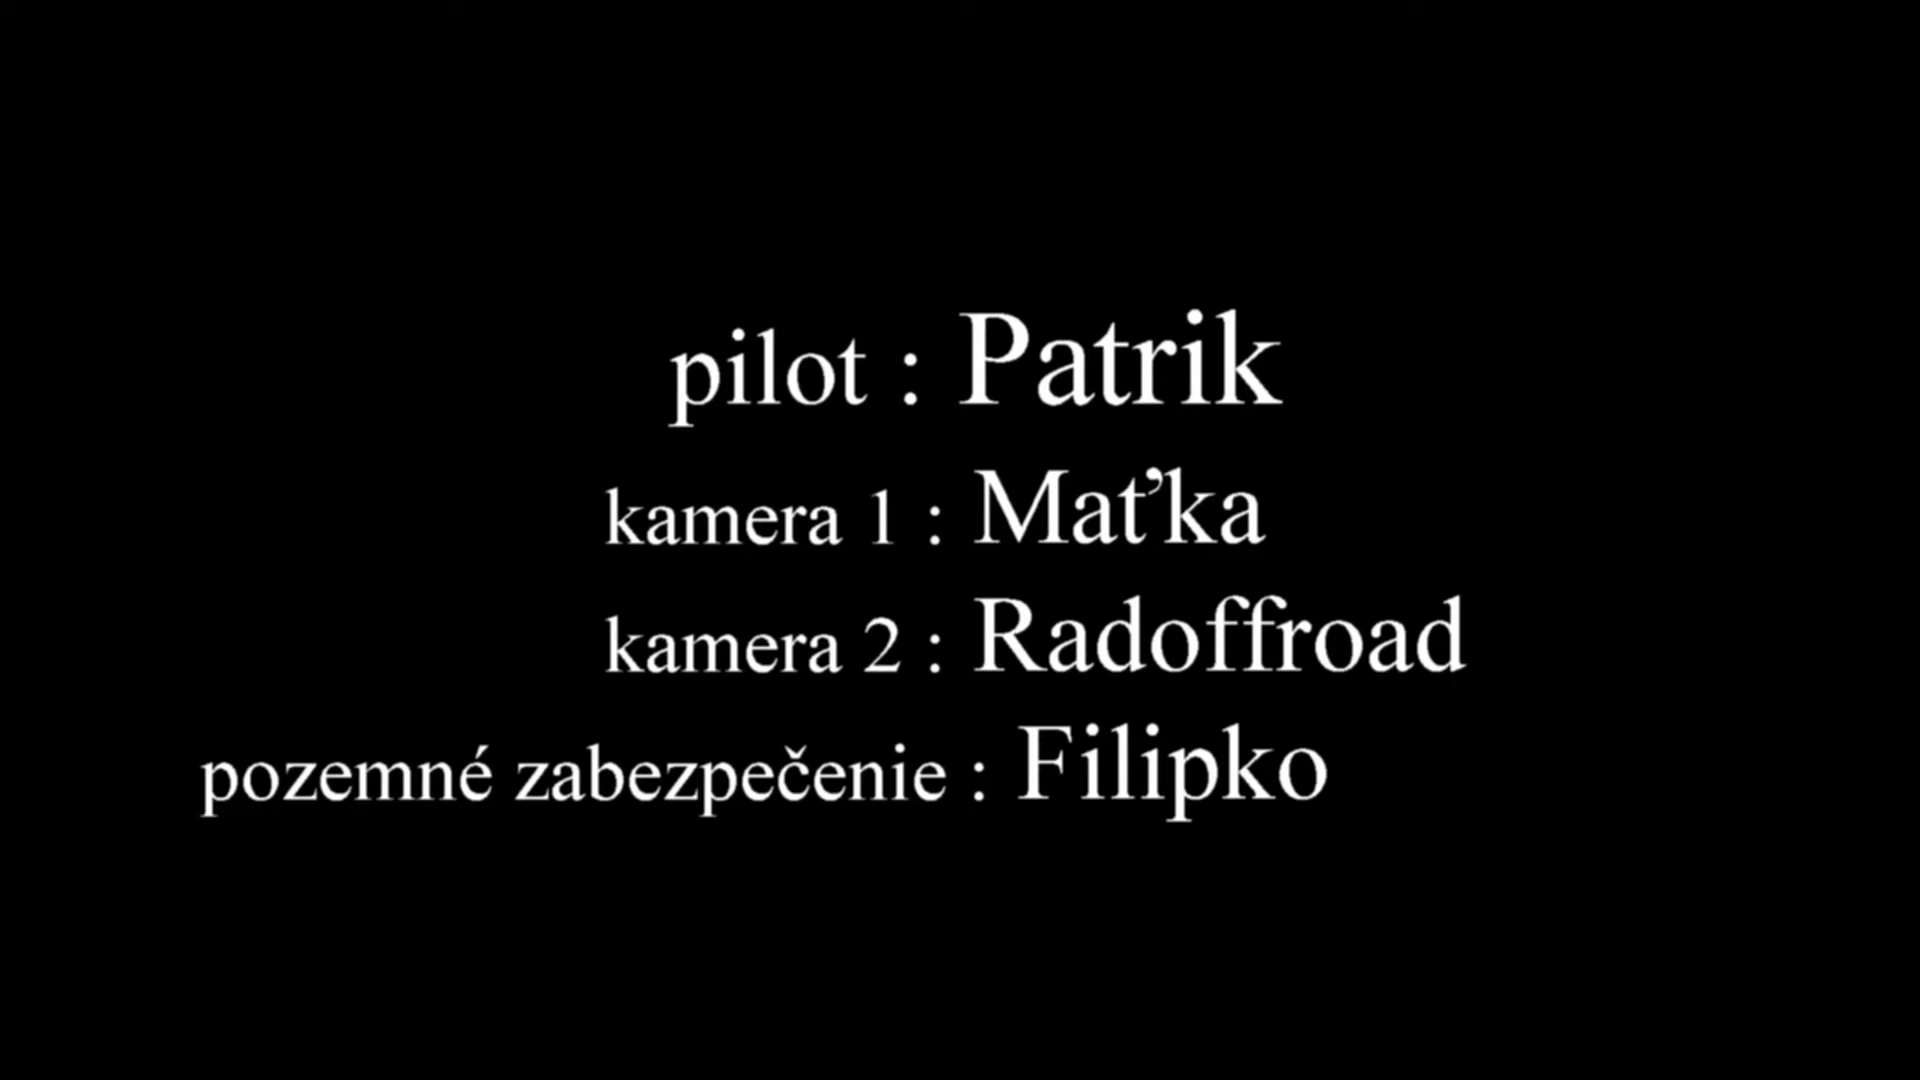 pilot : Patrik
kamera 1 : Maťka
kamera 2 : Radoffroad
pozemné zabezpečenie : Filipko